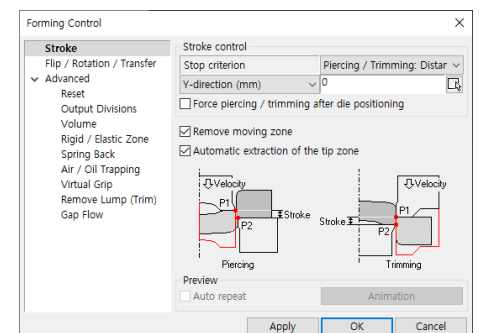 Forming Control
Stroke
Flip / Rotation / Transfer
Advanced
Reset
Output Divisions
Volume
Rigid / Elastic Zone
Spring Back
Air / Oil Trapping
Virtual Grip
Remove Lump (Trim)
Gap Flow
Stroke control
Stop criterion
Piercing / Trimming: Distar
Y-direction (mm)
0
Force piercing / trimming after die positioning
Remove moving zone
Automatic extraction of the tip zone
Velocity
P1
Stroke
P2
Piercing
Velocity
P1
Stroke
P2
Trimming
Preview
Auto repeat
Animation
Apply
OK
Cancel